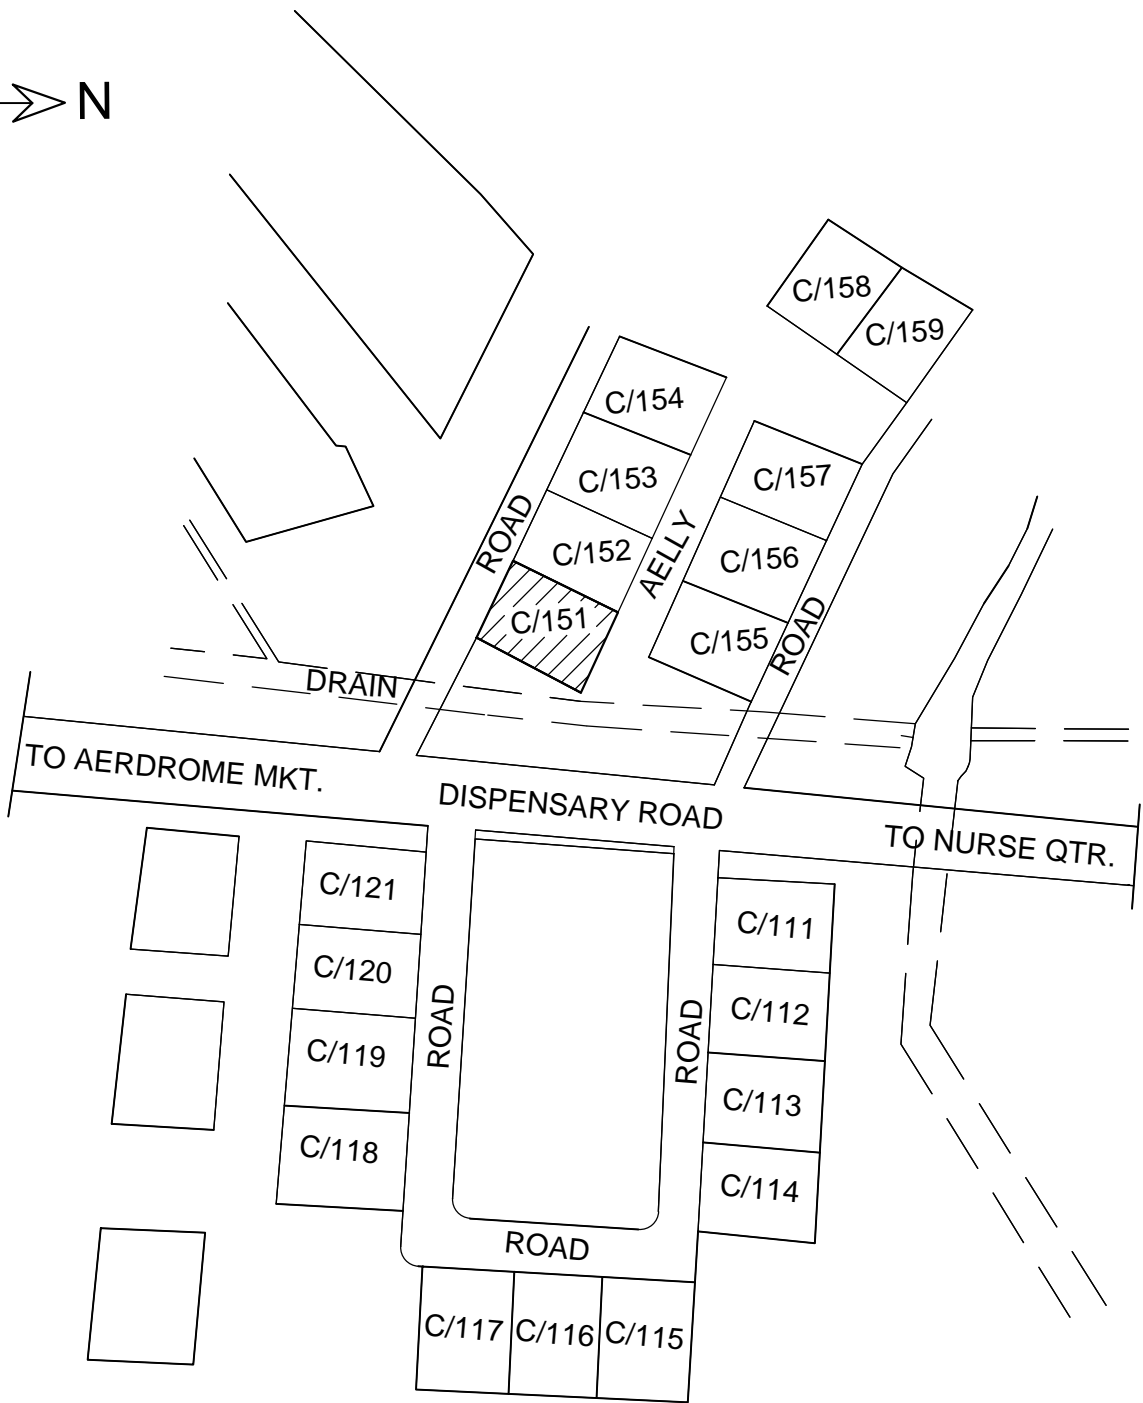 N
C/158
C/159
C/154
C/153
C/157
ROAD
C/152
AELLY
C/156
C/151
C/155
ROAD
DRAIN
TO AERDROME MKT.
DISPENSARY ROAD
TO NURSE QTR.
C/121
C/111
C/120
C/112
ROAD
ROAD
C/119
C/113
C/118
C/114
ROAD
C/117
C/116
C/115